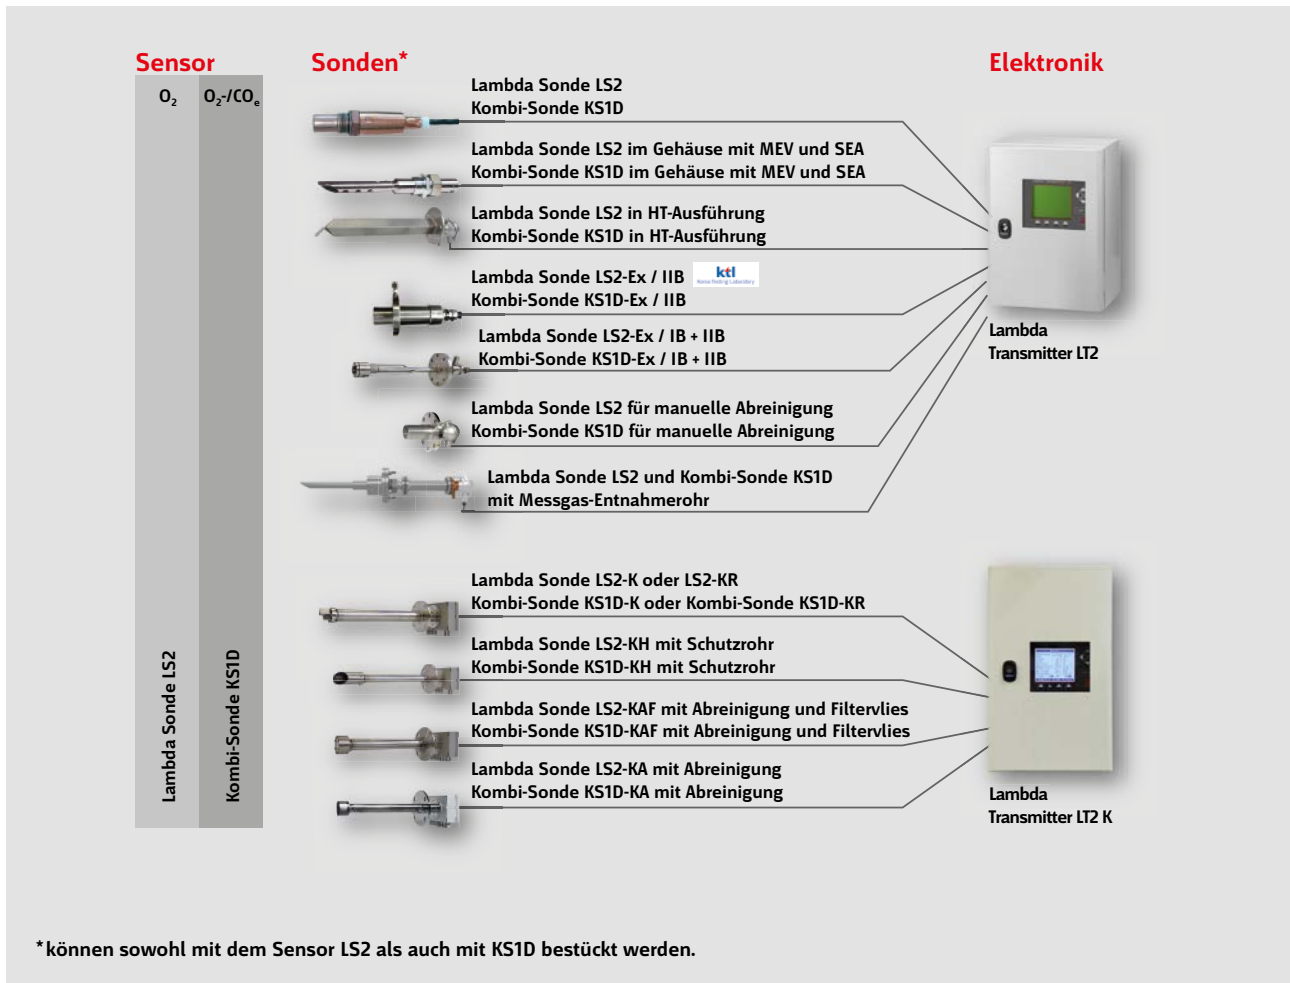 Sensor
Sonden*
Elektronik
O₂
O₂-/COₑ
Lambda Sonde LS2
Kombi-Sonde KS1D
Lambda Sonde LS2
Kombi-Sonde KS1D
Lambda Sonde LS2 im Gehäuse mit MEV und SEA
Kombi-Sonde KS1D im Gehäuse mit MEV und SEA
Lambda Sonde LS2 in HT-Ausführung
Kombi-Sonde KS1D in HT-Ausführung
Lambda Sonde LS2-Ex / IIB
ktl
Korea Testing Laboratory
Kombi-Sonde KS1D-Ex / IIB
Lambda Sonde LS2-Ex / IB + IIB
Kombi-Sonde KS1D-Ex / IB + IIB
Lambda Sonde LS2 für manuelle Abreinigung
Kombi-Sonde KS1D für manuelle Abreinigung
Lambda Sonde LS2 und Kombi-Sonde KS1D
mit Messgas-Entnahmerohr
Lambda
Transmitter LT2
Lambda Sonde LS2-K oder LS2-KR
Kombi-Sonde KS1D-K oder Kombi-Sonde KS1D-KR
Lambda Sonde LS2-KH mit Schutzrohr
Kombi-Sonde KS1D-KH mit Schutzrohr
Lambda Sonde LS2-KAF mit Abreinigung und Filtervlies
Kombi-Sonde KS1D-KAF mit Abreinigung und Filtervlies
Lambda Sonde LS2-KA mit Abreinigung
Kombi-Sonde KS1D-KA mit Abreinigung
Lambda
Transmitter LT2 K
*können sowohl mit dem Sensor LS2 als auch mit KS1D bestückt werden.